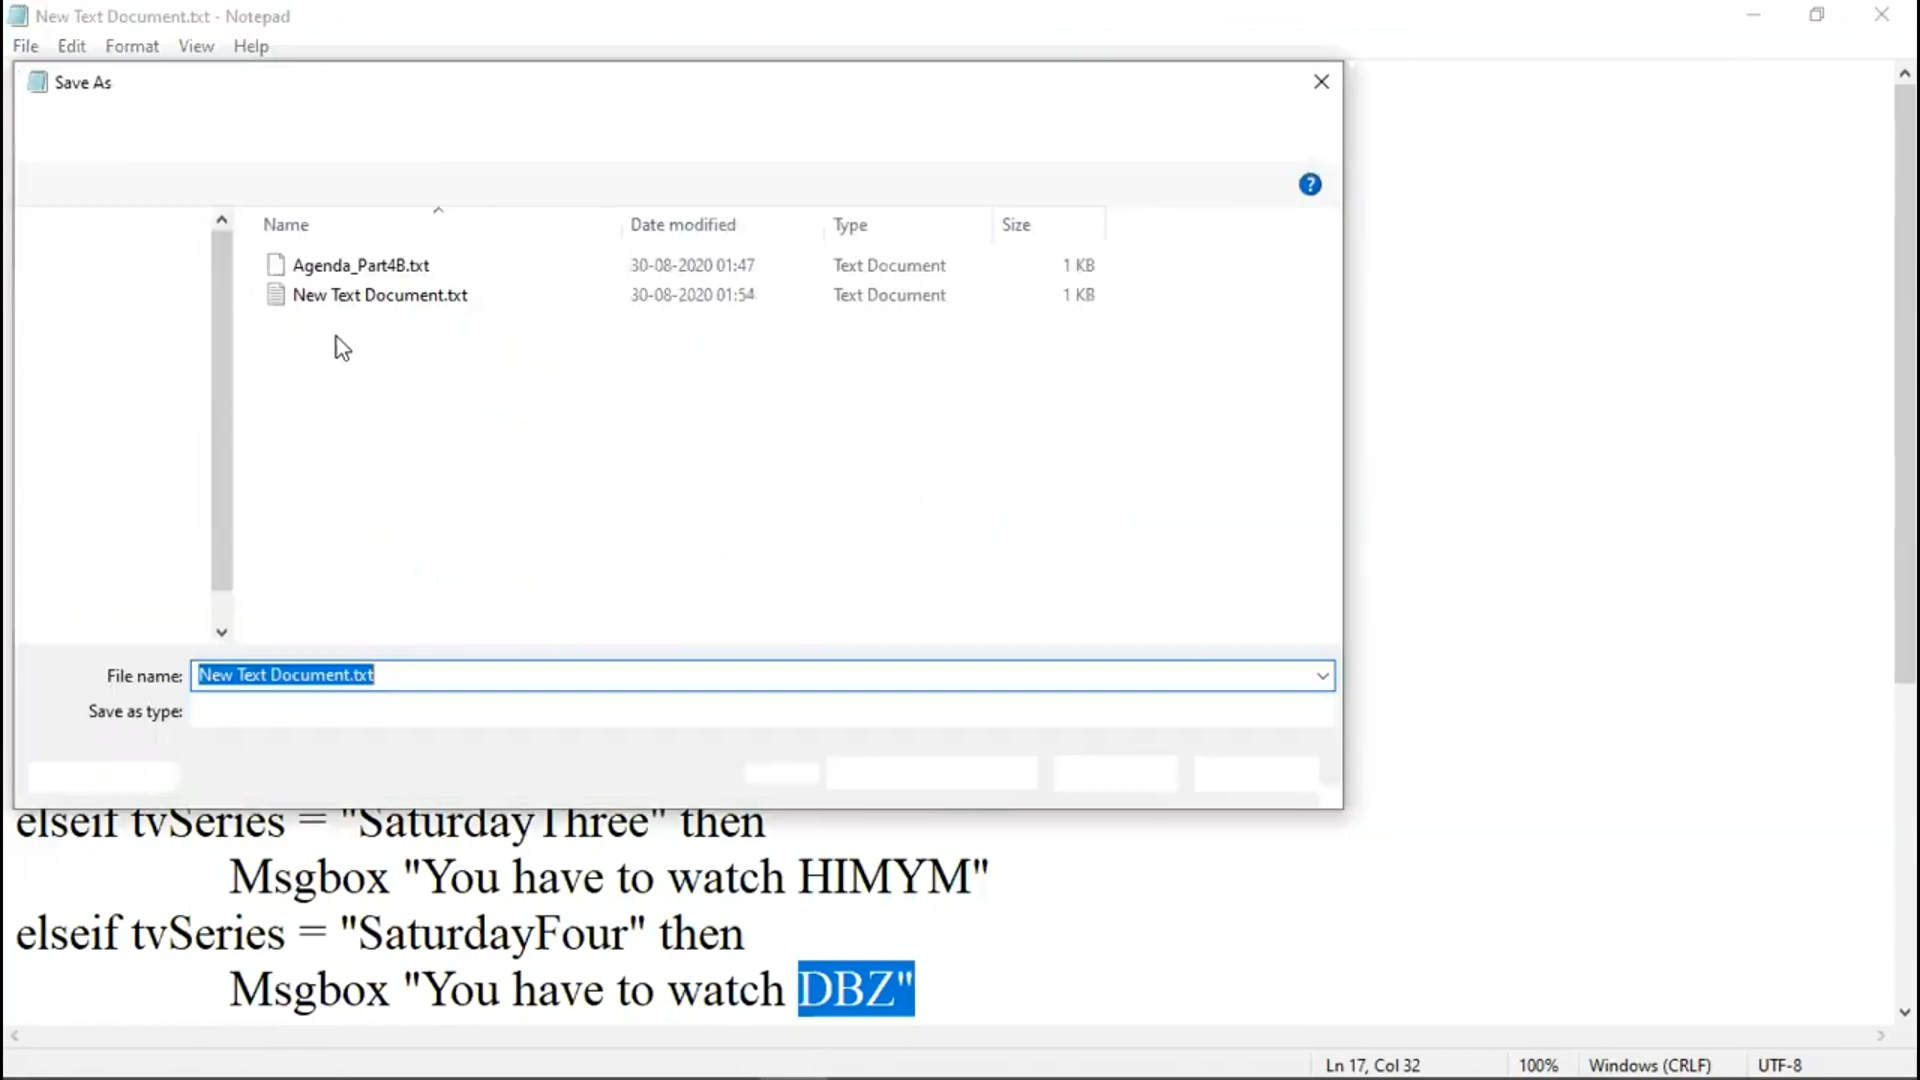 New Text Document.txt - Notepad
File Edit Format View Help
Save As
?
Name Date modified Type Size
Agenda_Part4B.txt 30-08-2020 01:47 Text Document 1 KB
New Text Document.txt 30-08-2020 01:54 Text Document 1 KB
File name: New Text Document.txt
Save as type:
elseif tvSeries = "SaturdayThree" then
Msgbox "You have to watch HIMYM"
elseif tvSeries = "SaturdayFour" then
Msgbox "You have to watch DBZ"
Ln 17, Col 32 100% Windows (CRLF) UTF-8